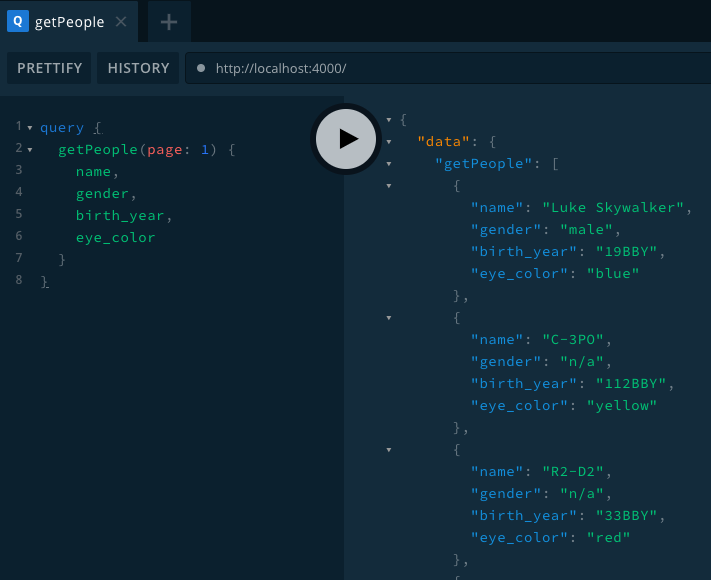 Q getPeople
PRETTIFY HISTORY http://localhost:4000/
1 query {
2 getPeople(page: 1) {
3 name,
4 gender,
5 birth_year,
6 eye_color
7 }
8 }
{
"data": {
"getPeople": [
{
"name": "Luke Skywalker",
"gender": "male",
"birth_year": "19BBY",
"eye_color": "blue"
},
{
"name": "C-3PO",
"gender": "n/a",
"birth_year": "112BBY",
"eye_color": "yellow"
},
{
"name": "R2-D2",
"gender": "n/a",
"birth_year": "33BBY",
"eye_color": "red"
},
{